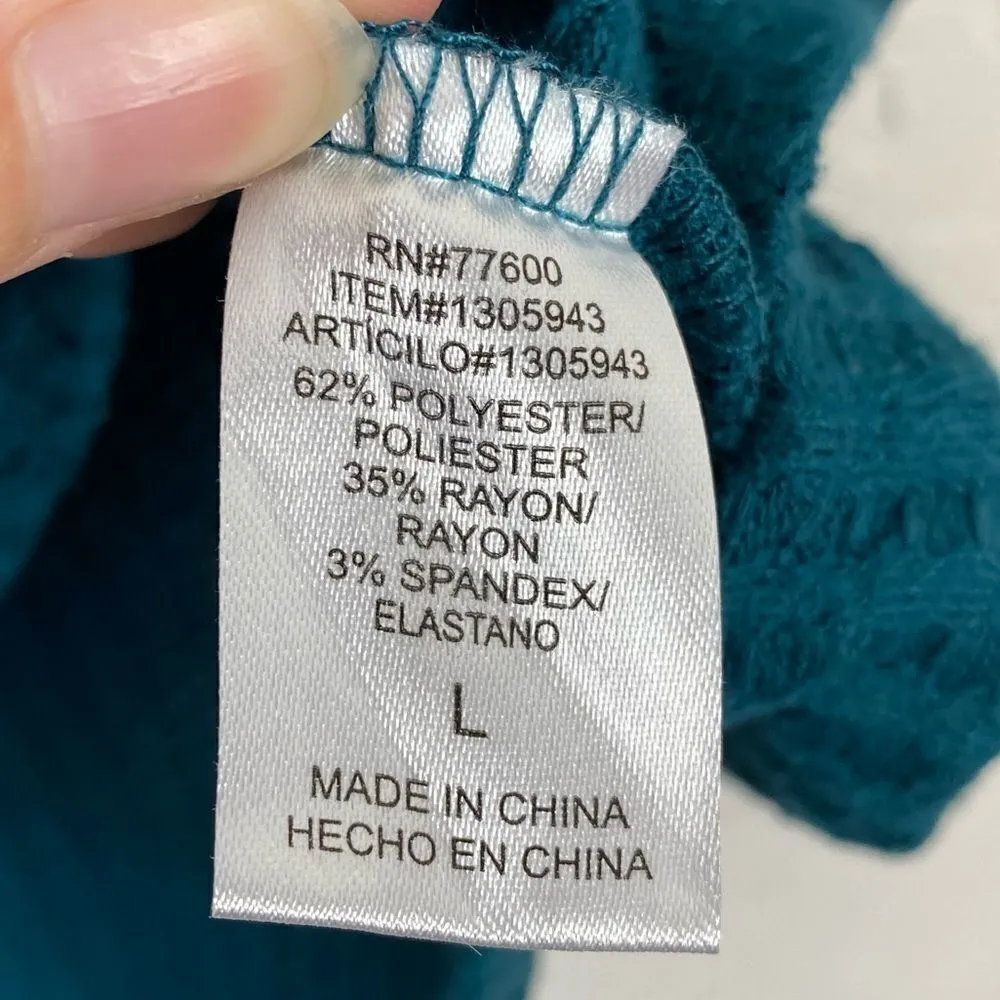 RN#77600
ITEM#1305943
ARTÍCILO#1305943
62% POLYESTER/
POLIESTER
35% RAYON/
RAYON
3% SPANDEX/
ELASTANO
L
MADE IN CHINA
HECHO EN CHINA